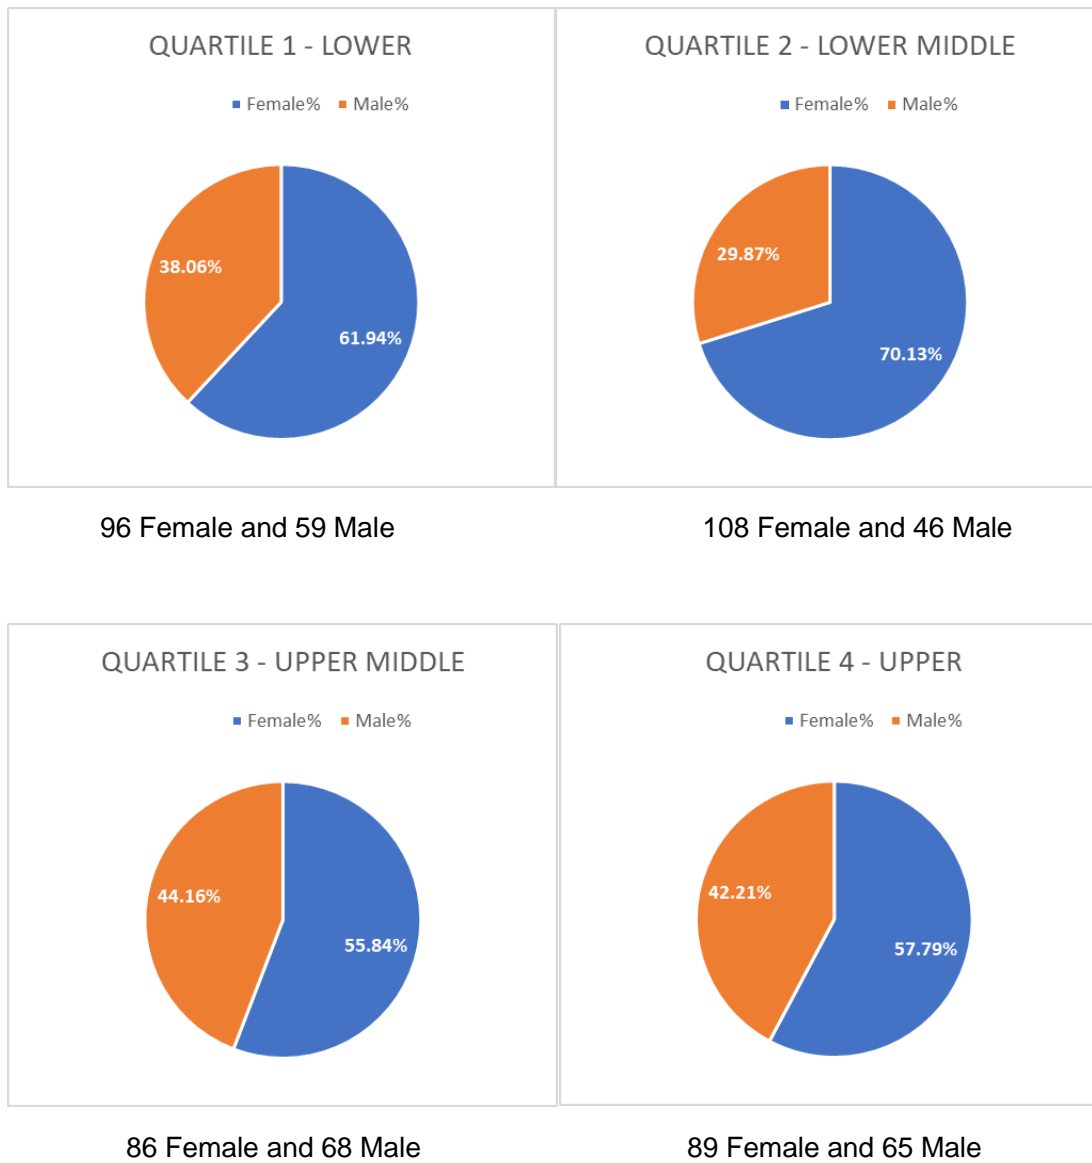 QUARTILE 1 - LOWER
Female% Male%
38.06%
61.94%
96 Female and 59 Male
QUARTILE 2 - LOWER MIDDLE
Female% Male%
29.87%
70.13%
108 Female and 46 Male
QUARTILE 3 - UPPER MIDDLE
Female% Male%
44.16%
55.84%
86 Female and 68 Male
QUARTILE 4 - UPPER
Female% Male%
42.21%
57.79%
89 Female and 65 Male